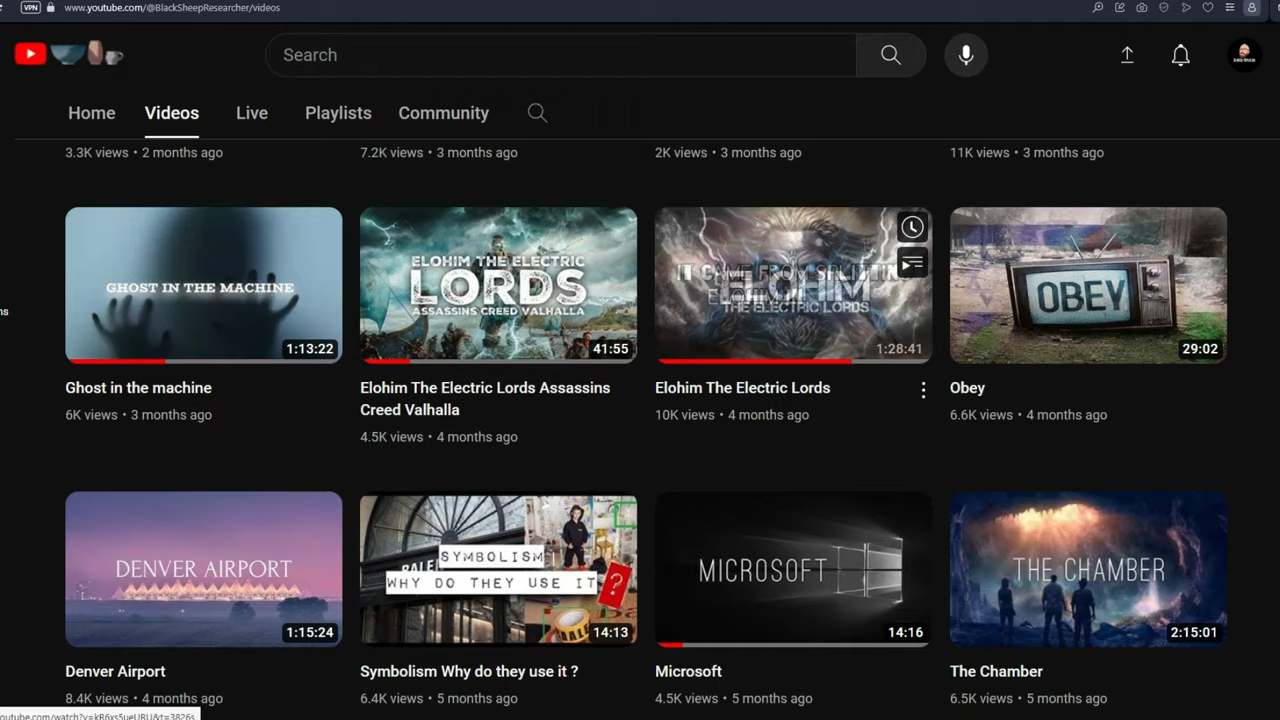 VPN
www.youtube.com/@BlackSheepResearcher/videos
Search
Home Videos Live Playlists Community
3.3K views • 2 months ago
7.2K views • 3 months ago
2K views • 3 months ago
11K views • 3 months ago
GHOST IN THE MACHINE
1:13:22
ELOHIM THE ELECTRIC
LORDS
ASSASSINS CREED VALHALLA
41:55
IT CAME FROM SPLITTIN
ELOHIM
THE ELECTRIC LORDS
1:28:41
OBEY
29:02
Ghost in the machine
6K views • 3 months ago
Elohim The Electric Lords Assassins
Creed Valhalla
4.5K views • 4 months ago
Elohim The Electric Lords
10K views • 4 months ago
Obey
6.6K views • 4 months ago
DENVER AIRPORT
1:15:24
SYMBOLISM
WHY DO THEY USE IT ?
14:13
MICROSOFT
14:16
THE CHAMBER
2:15:01
Denver Airport
8.4K views • 4 months ago
Symbolism Why do they use it ?
6.4K views • 5 months ago
Microsoft
4.5K views • 5 months ago
The Chamber
6.5K views • 5 months ago